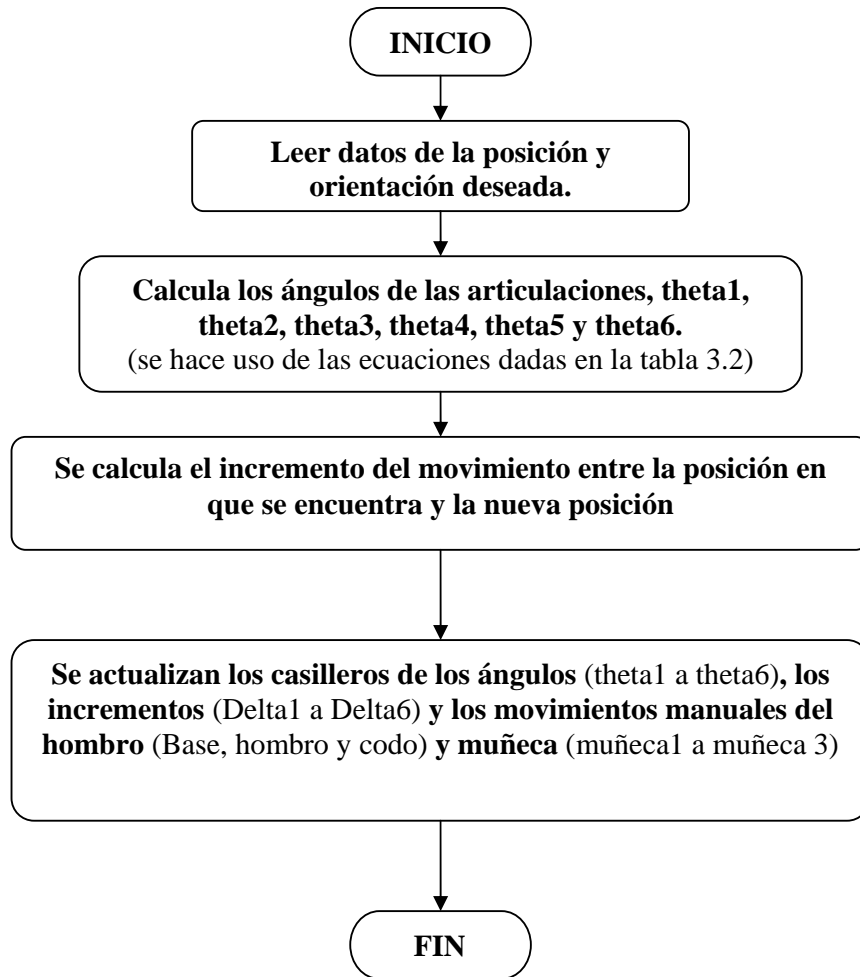 INICIO
Leer datos de la posición y
orientación deseada.
Calcula los ángulos de las articulaciones, theta1,
theta2, theta3, theta4, theta5 y theta6.
(se hace uso de las ecuaciones dadas en la tabla 3.2)
Se calcula el incremento del movimiento entre la posición en
que se encuentra y la nueva posición
Se actualizan los casilleros de los ángulos (theta1 a theta6), los
incrementos (Delta1 a Delta6) y los movimientos manuales del
hombro (Base, hombro y codo) y muñeca (muñeca1 a muñeca 3)
FIN